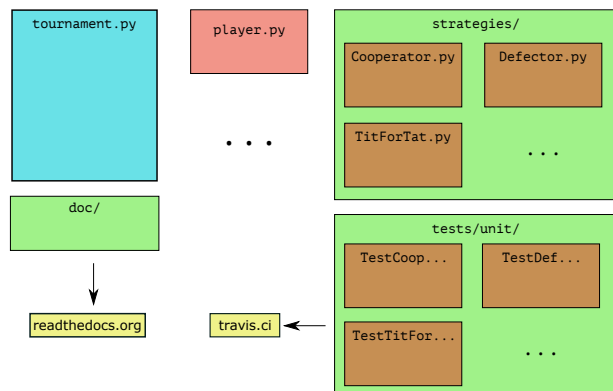 tournament.py
player.py
...
strategies/
Cooperator.py
Defector.py
TitForTat.py
...
doc/
readthedocs.org
travis.ci
tests/unit/
TestCoop...
TestDef...
TestTitFor...
...